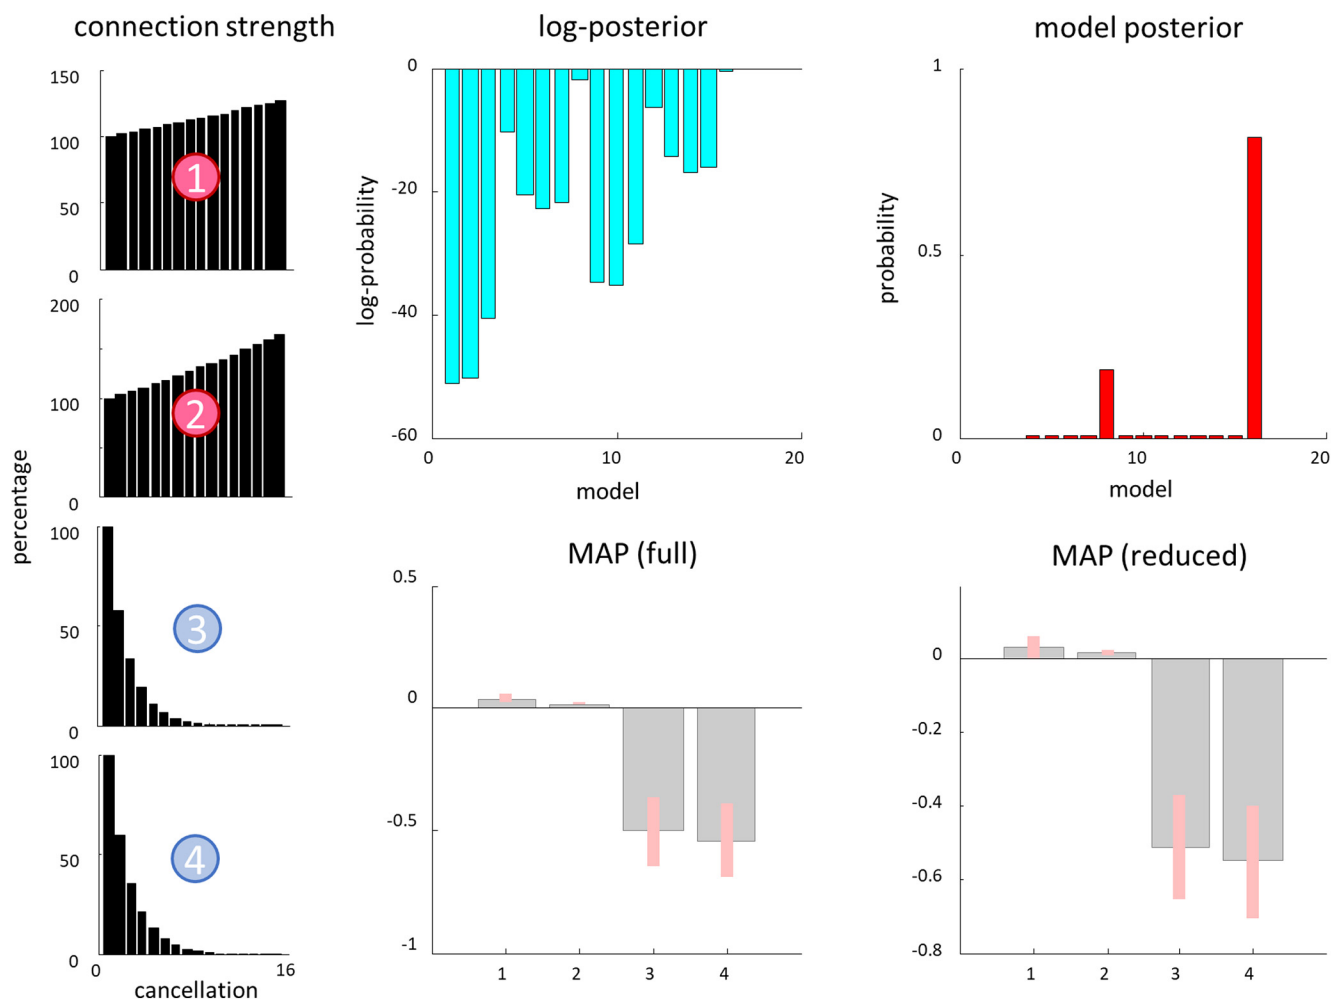 connection strength
150
100
50
0
1
200
100
0
2
percentage
100
50
0
3
100
50
0
4
0 16
cancellation
log-posterior
0
-20
-40
-60
log-probability
0 10 20
model
model posterior
1
0.5
0
probability
0 10 20
model
MAP (full)
0.5
0
-0.5
-1
1 2 3 4
MAP (reduced)
0
-0.2
-0.4
-0.6
-0.8
1 2 3 4